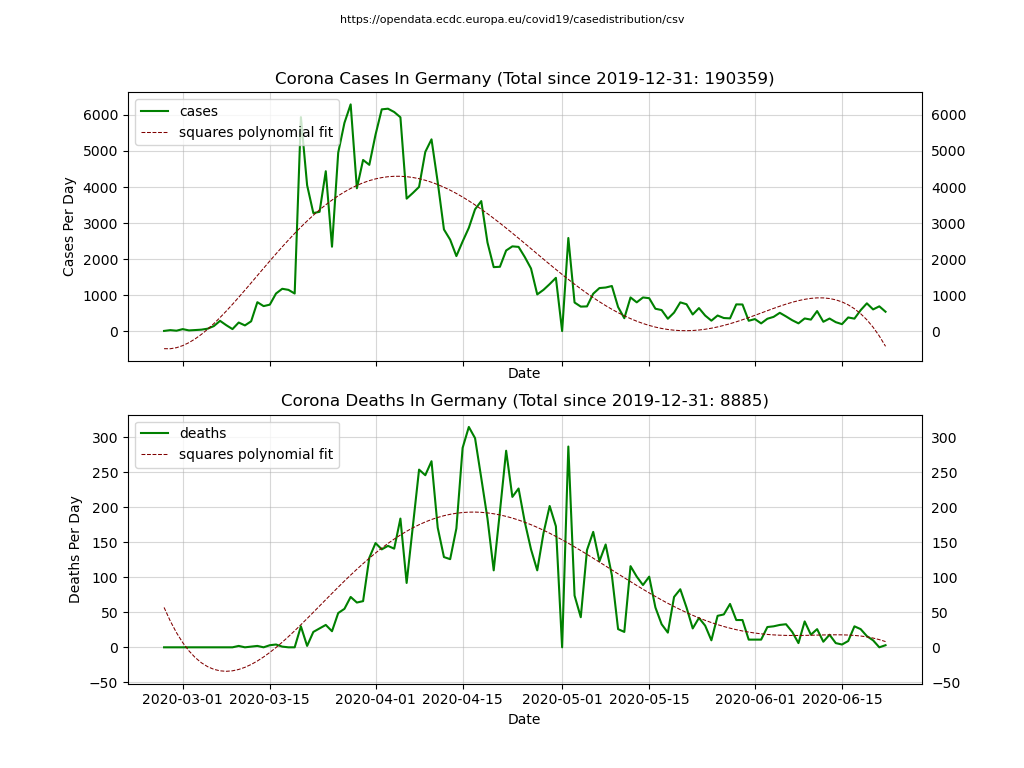 https://opendata.ecdc.europa.eu/covid19/casedistribution/csv
Corona Cases In Germany (Total since 2019-12-31: 190359)
cases
squares polynomial fit
6000
5000
4000
3000
2000
1000
0
Cases Per Day
6000
5000
4000
3000
2000
1000
0
Date
Corona Deaths In Germany (Total since 2019-12-31: 8885)
deaths
squares polynomial fit
300
250
200
150
100
50
0
−50
Deaths Per Day
300
250
200
150
100
50
0
−50
2020-03-01 2020-03-15 2020-04-01 2020-04-15 2020-05-01 2020-05-15 2020-06-01 2020-06-15
Date